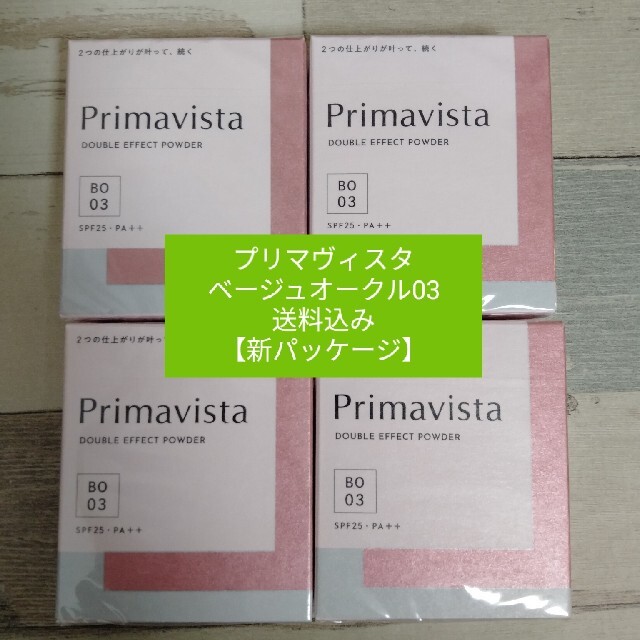 2つの仕上がりが叶って、続く
Primavista
DOUBLE EFFECT POWDER
BO
03
SPF25・PA++
2つの仕上がりが叶って、続く
Primavista
DOUBLE EFFECT POWDER
BO
03
SPF25・PA++
プリマヴィスタ
ベージュオークル03
送料込み
【新パッケージ】
2つの仕上がりが叶っ
Primavista
DOUBLE EFFECT POWDER
BO
03
SPF25・PA++
Primavista
DOUBLE EFFECT POWDER
BO
03
SPF25・PA++